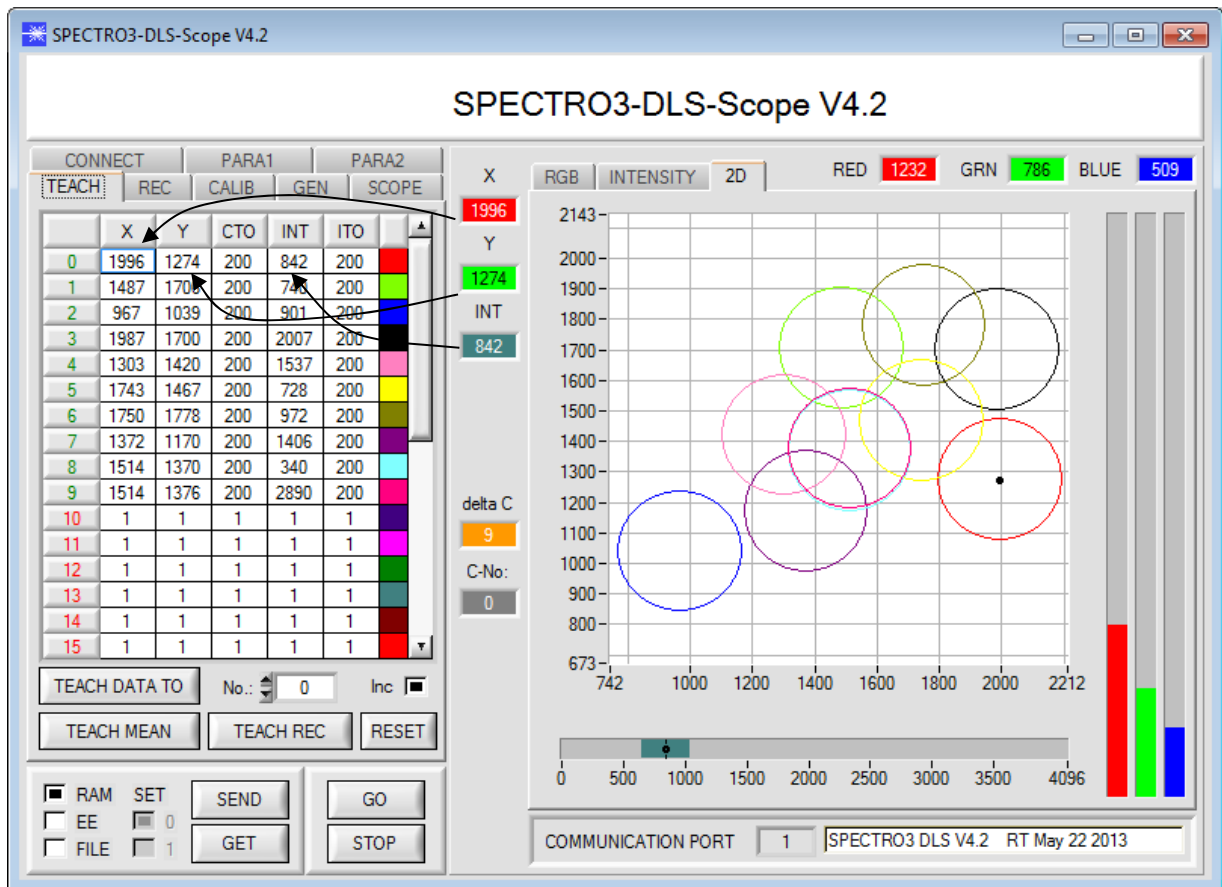 SPECTRO3-DLS-Scope V4.2
SPECTRO3-DLS-Scope V4.2
CONNECT PARA1 PARA2
TEACH REC CALIB GEN SCOPE
X Y CTO INT ITO
0 1996 1274 200 842 200
1 1487 200 200
2 967 1039 200 901 200
3 1987 1700 200 2007 200
4 1303 1420 200 1537 200
5 1743 1467 200 728 200
6 1750 1778 200 972 200
7 1372 1170 200 1406 200
8 1514 1370 200 340 200
9 1514 1376 200 2890 200
10 1 1 1 1 1
11 1 1 1 1 1
12 1 1 1 1 1
13 1 1 1 1 1
14 1 1 1 1 1
15 1 1 1 1 1
TEACH DATA TO No.: 0 Inc
TEACH MEAN TEACH REC RESET
RAM SET SEND GO
EE 0
FILE 1 GET STOP
X
1996
Y
1274
INT
842
delta C
9
C-No:
0
RGB INTENSITY 2D RED 1232 GRN 786 BLUE 509
2143
2000
1900
1800
1700
1600
1500
1400
1300
1200
1100
1000
900
800
673
742 1000 1200 1400 1600 1800 2000 2212
0 500 1000 1500 2000 2500 3000 3500 4096
COMMUNICATION PORT 1 SPECTRO3 DLS V4.2 RT May 22 2013